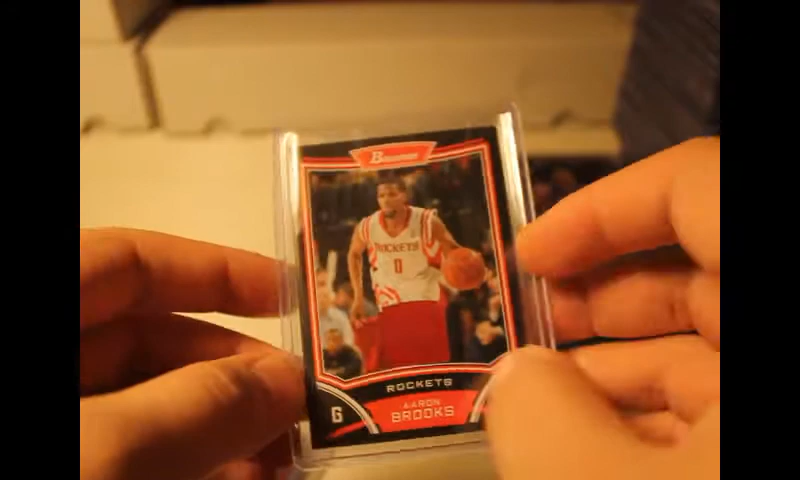 Bowman
ROCKETS
0
ROCKETS
G
AARON
BROOKS